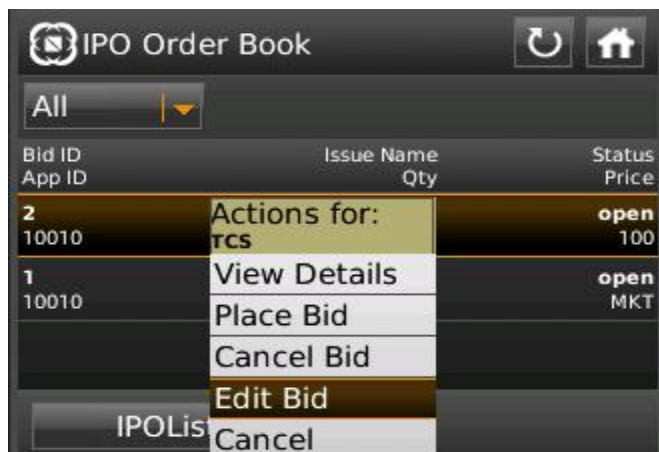 IPO Order Book
All
Bid ID Issue Name Status
App ID Qty Price
2 Actions for: open
10010 TCS 100
View Details
1 open
10010 MKT
Place Bid
Cancel Bid
Edit Bid
IPOList
Cancel